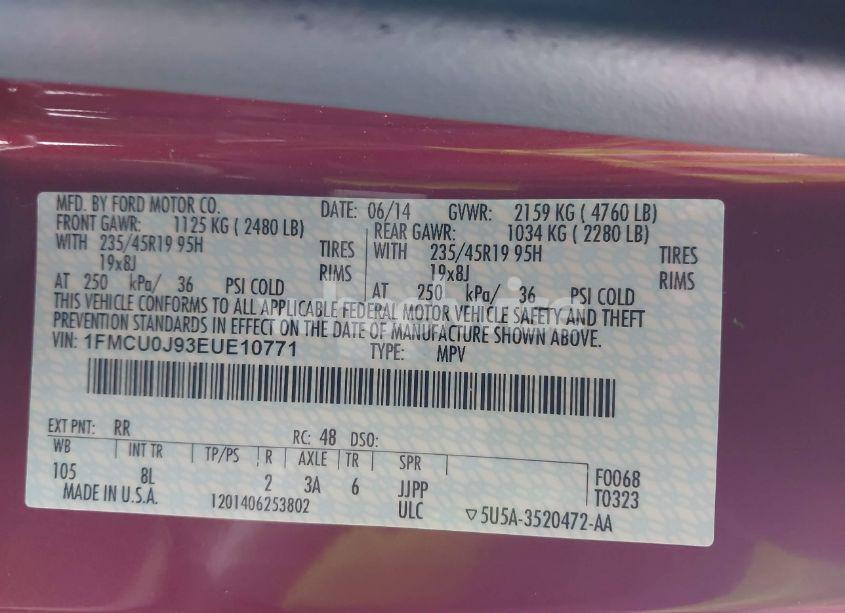 MFD. BY FORD MOTOR CO. DATE: 06/14 GVWR: 2159 KG ( 4760 LB)
FRONT GAWR: 1125 KG ( 2480 LB) REAR GAWR: 1034 KG ( 2280 LB)
WITH 235/45R19 95H TIRES WITH 235/45R19 95H TIRES
19x8J RIMS 19x8J RIMS
AT 250 kPa/ 36 PSI COLD AT 250 kPa/ 36 PSI COLD
THIS VEHICLE CONFORMS TO ALL APPLICABLE FEDERAL MOTOR VEHICLE SAFETY AND THEFT
PREVENTION STANDARDS IN EFFECT ON THE DATE OF MANUFACTURE SHOWN ABOVE.
VIN: 1FMCU0J93EUE10771 TYPE: MPV
EXT PNT: RR RC: 48 DSO:
WB INT TR TP/PS R AXLE TR SPR
105 8L 2 3A 6 JJPP F0068
MADE IN U.S.A. 1201406253802 ULC ▽5U5A-3520472-AA T0323